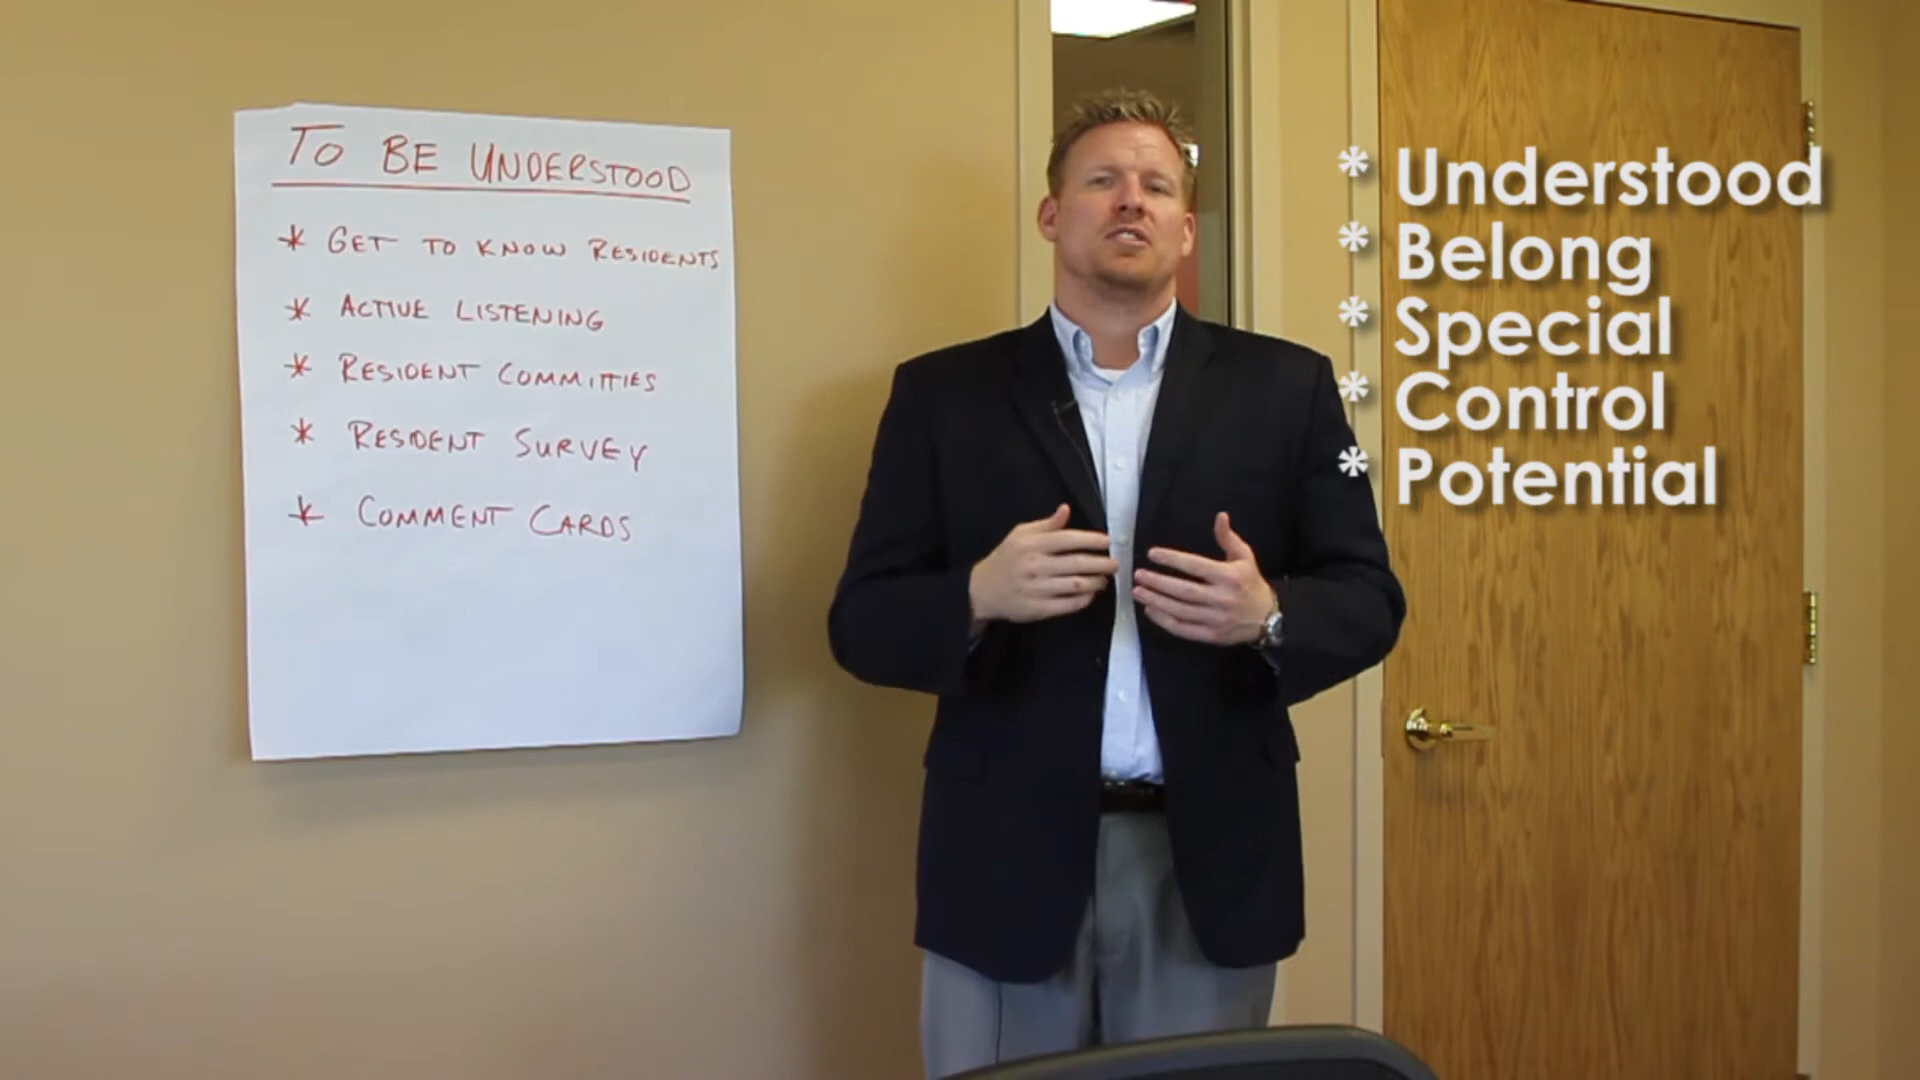 TO BE UNDERSTOOD
* GET TO KNOW RESIDENTS
* ACTIVE LISTENING
* RESIDENT COMMITTIES
* RESIDENT SURVEY
* COMMENT CARDS
* Understood
* Belong
* Special
* Control
* Potential